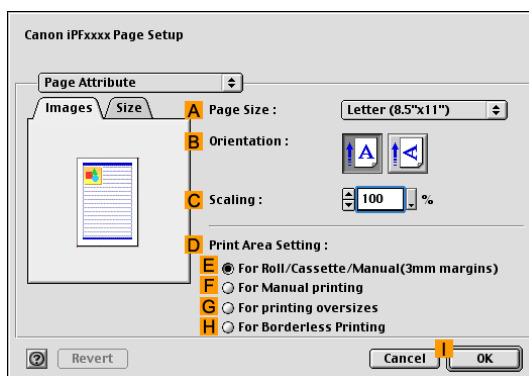 Canon iPFxxxx Page Setup
Page Attribute
Images Size
A Page Size : Letter (8.5"x11")
B Orientation : A A
C Scaling : 100 %
D Print Area Setting :
E For Roll/Cassette/Manual(3mm margins)
F For Manual printing
G For printing oversizes
H For Borderless Printing
I
? Revert Cancel OK